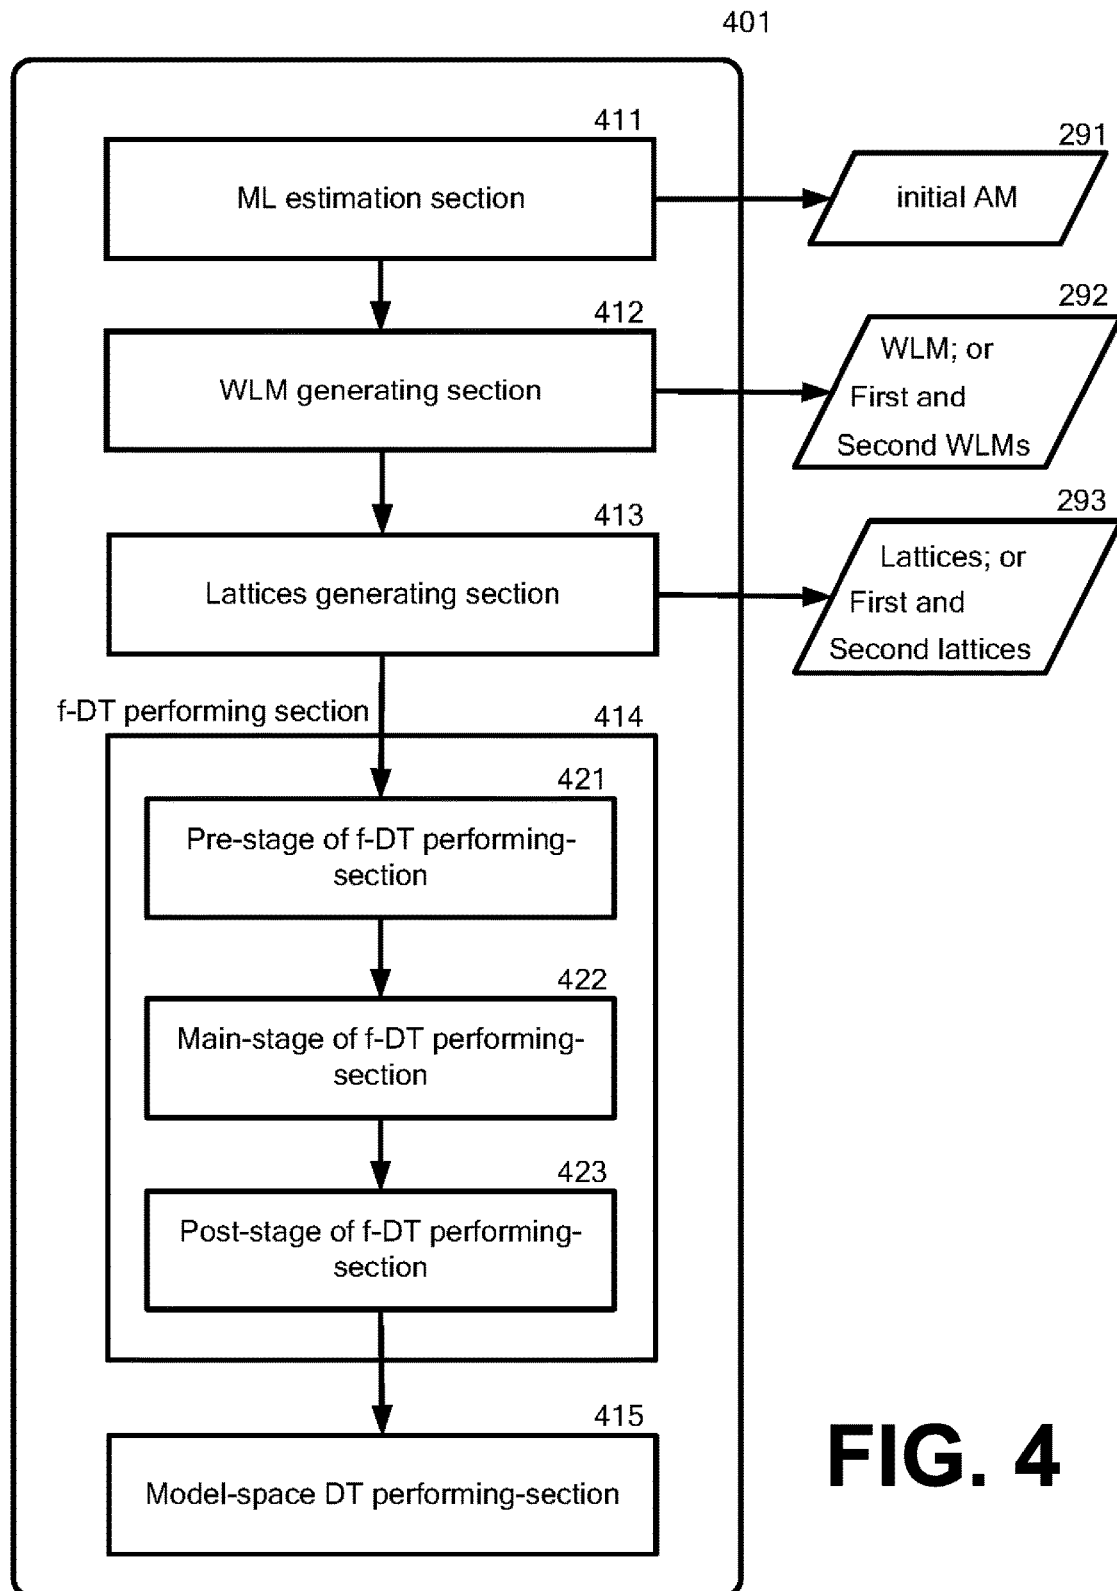 401
411
ML estimation section
291
initial AM
412
WLM generating section
292
WLM; or
First and
Second WLMs
413
Lattices generating section
293
Lattices; or
First and
Second lattices
f-DT performing section
414
421
Pre-stage of f-DT performing-
section
422
Main-stage of f-DT performing-
section
423
Post-stage of f-DT performing-
section
415
Model-space DT performing-section
FIG. 4